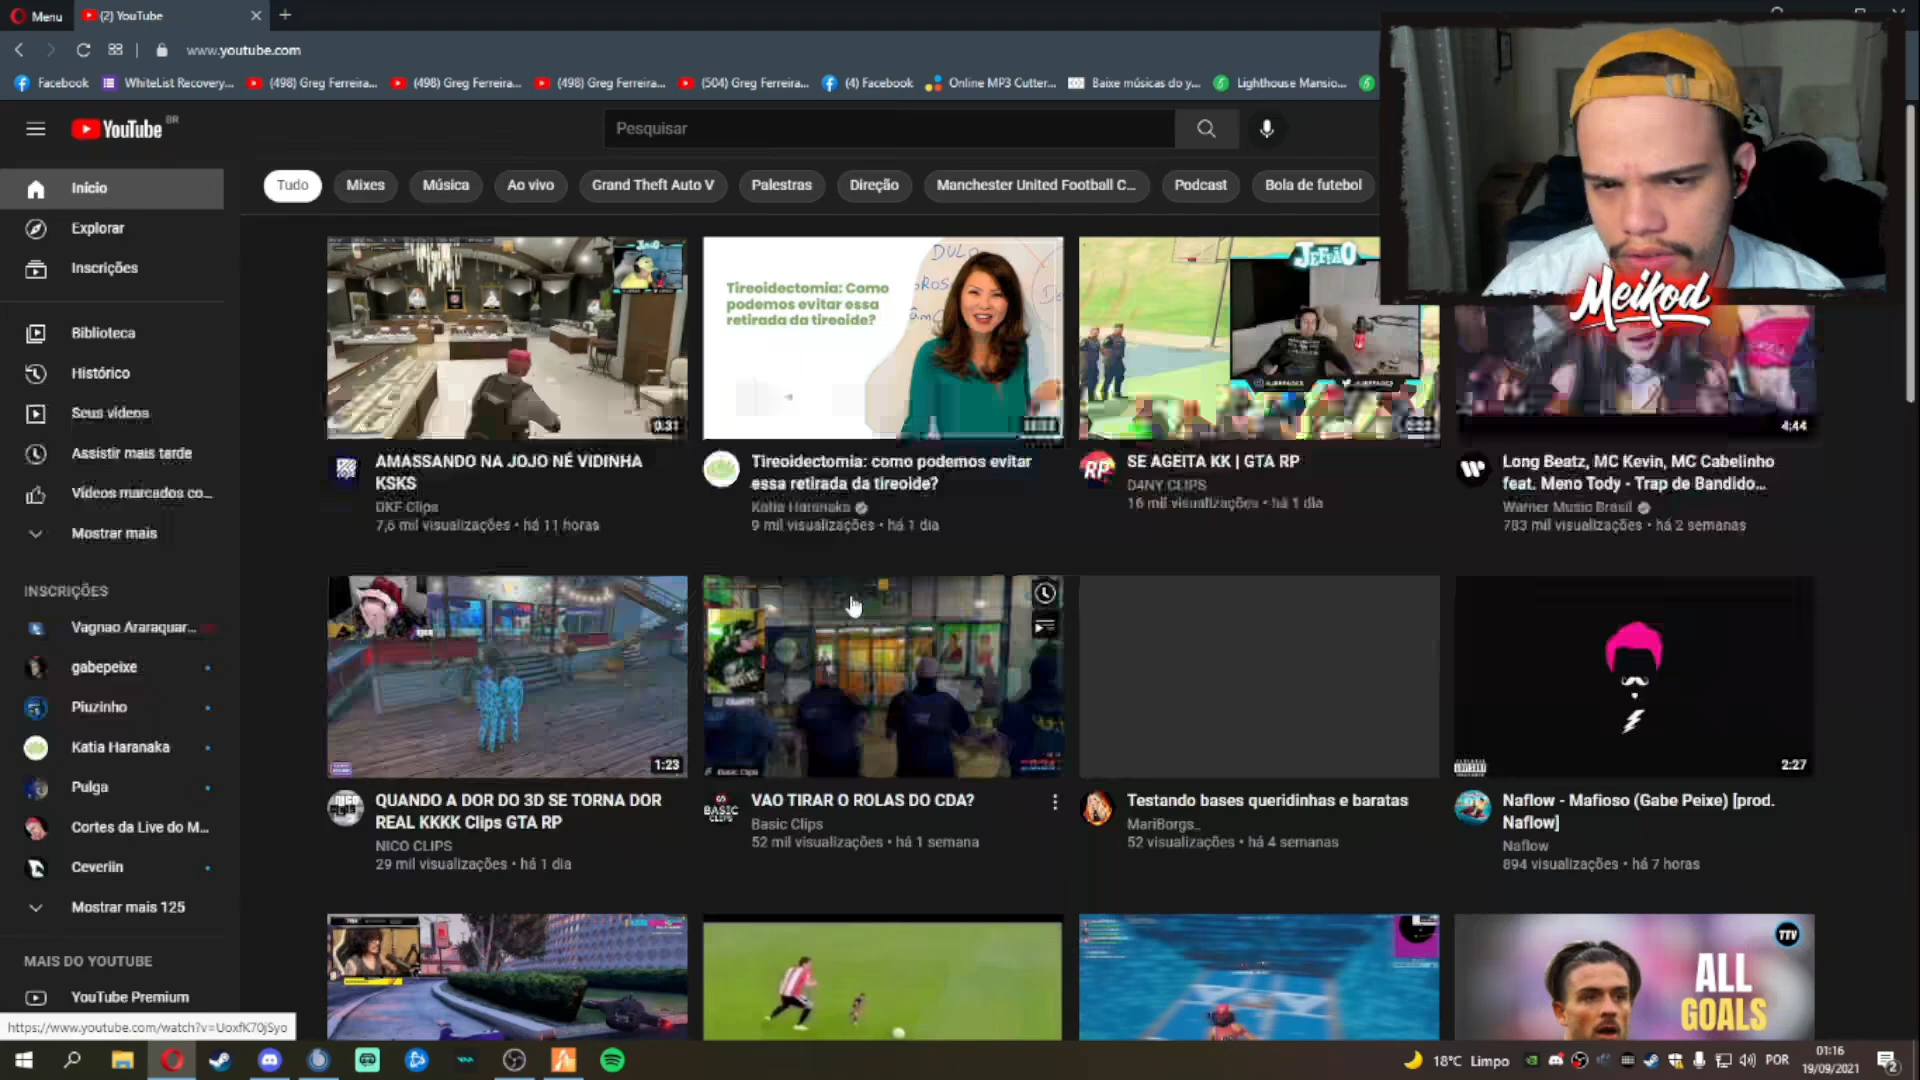 Menu
(2) YouTube
www.youtube.com
Facebook
WhiteList Recovery...
(498) Greg Ferreira...
(498) Greg Ferreira...
(498) Greg Ferreira...
(504) Greg Ferreira...
(4) Facebook
Online MP3 Cutter...
Baixe músicas do y...
Lighthouse Mansio...
YouTube BR
Pesquisar
Meikod
Tudo
Mixes
Música
Ao vivo
Grand Theft Auto V
Palestras
Direção
Manchester United Football C...
Podcast
Bola de futebol
Início
Explorar
Inscrições
Biblioteca
Histórico
Seus vídeos
Assistir mais tarde
Vídeos marcados co...
Mostrar mais
INSCRIÇÕES
Vagnao Araraquar...
gabepeixe
Piuzinho
Katia Haranaka
Pulga
Cortes da Live do M...
Ceveriin
Mostrar mais 125
MAIS DO YOUTUBE
YouTube Premium
https://www.youtube.com/watch?v=UoxfK70jSyo
0:31
AMASSANDO NA JOJO NÉ VIDINHA
KSKS
DKF Clips
7,6 mil visualizações • há 11 horas
Tireoidectomia: Como
podemos evitar essa
retirada da tireoide?
Tireoidectomia: como podemos evitar
essa retirada da tireoide?
Katia Haranaka
9 mil visualizações • há 1 dia
JEFFÃO
RP
SE AGEITA KK | GTA RP
D4NY CLIPS
16 mil visualizações • há 1 dia
4:44
Long Beatz, MC Kevin, MC Cabelinho
feat. Meno Tody - Trap de Bandido...
Warner Music Brasil
783 mil visualizações • há 2 semanas
1:23
QUANDO A DOR DO 3D SE TORNA DOR
REAL KKKK Clips GTA RP
NICO CLIPS
29 mil visualizações • há 1 dia
Basic Clips
BASIC
CLIPS
VAO TIRAR O ROLAS DO CDA?
Basic Clips
52 mil visualizações • há 1 semana
Testando bases queridinhas e baratas
MariBorgs_
52 visualizações • há 4 semanas
2:27
Naflow - Mafioso (Gabe Peixe) [prod.
Naflow]
Naflow
894 visualizações • há 7 horas
TTV
ALL
GOALS
18°C Limpo
POR
01:16
19/09/2021
2